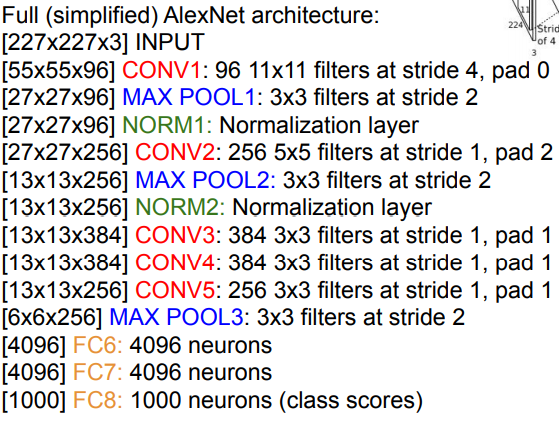 Full (simplified) AlexNet architecture:
[227x227x3] INPUT
[55x55x96] CONV1: 96 11x11 filters at stride 4, pad 0
[27x27x96] MAX POOL1: 3x3 filters at stride 2
[27x27x96] NORM1: Normalization layer
[27x27x256] CONV2: 256 5x5 filters at stride 1, pad 2
[13x13x256] MAX POOL2: 3x3 filters at stride 2
[13x13x256] NORM2: Normalization layer
[13x13x384] CONV3: 384 3x3 filters at stride 1, pad 1
[13x13x384] CONV4: 384 3x3 filters at stride 1, pad 1
[13x13x256] CONV5: 256 3x3 filters at stride 1, pad 1
[6x6x256] MAX POOL3: 3x3 filters at stride 2
[4096] FC6: 4096 neurons
[4096] FC7: 4096 neurons
[1000] FC8: 1000 neurons (class scores)
11
224
Strid
of 4
3